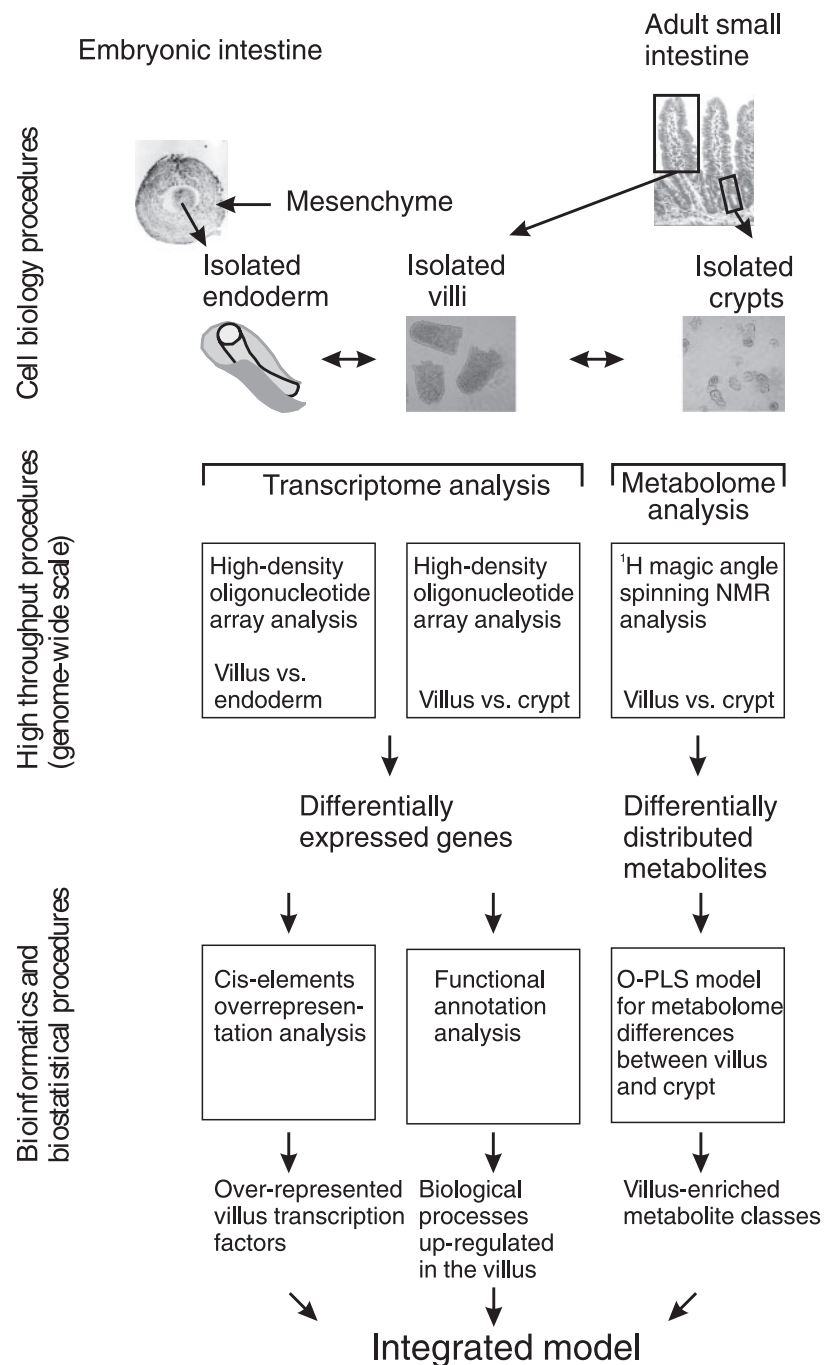 Embryonic intestine
Adult small
intestine
Cell biology procedures
Mesenchyme
Isolated
endoderm
Isolated
villi
Isolated
crypts
High throughput procedures
(genome-wide scale)
Transcriptome analysis
Metabolome
analysis
High-density
oligonucleotide
array analysis
Villus vs.
endoderm
High-density
oligonucleotide
array analysis
Villus vs. crypt
¹H magic angle
spinning NMR
analysis
Villus vs. crypt
Differentially
expressed genes
Differentially
distributed
metabolites
Bioinformatics and
biostatistical procedures
Cis-elements
overrepresen-
tation analysis
Functional
annotation
analysis
O-PLS model
for metabolome
differences
between villus
and crypt
Over-represented
villus transcription
factors
Biological
processes
up-regulated
in the villus
Villus-enriched
metabolite classes
Integrated model